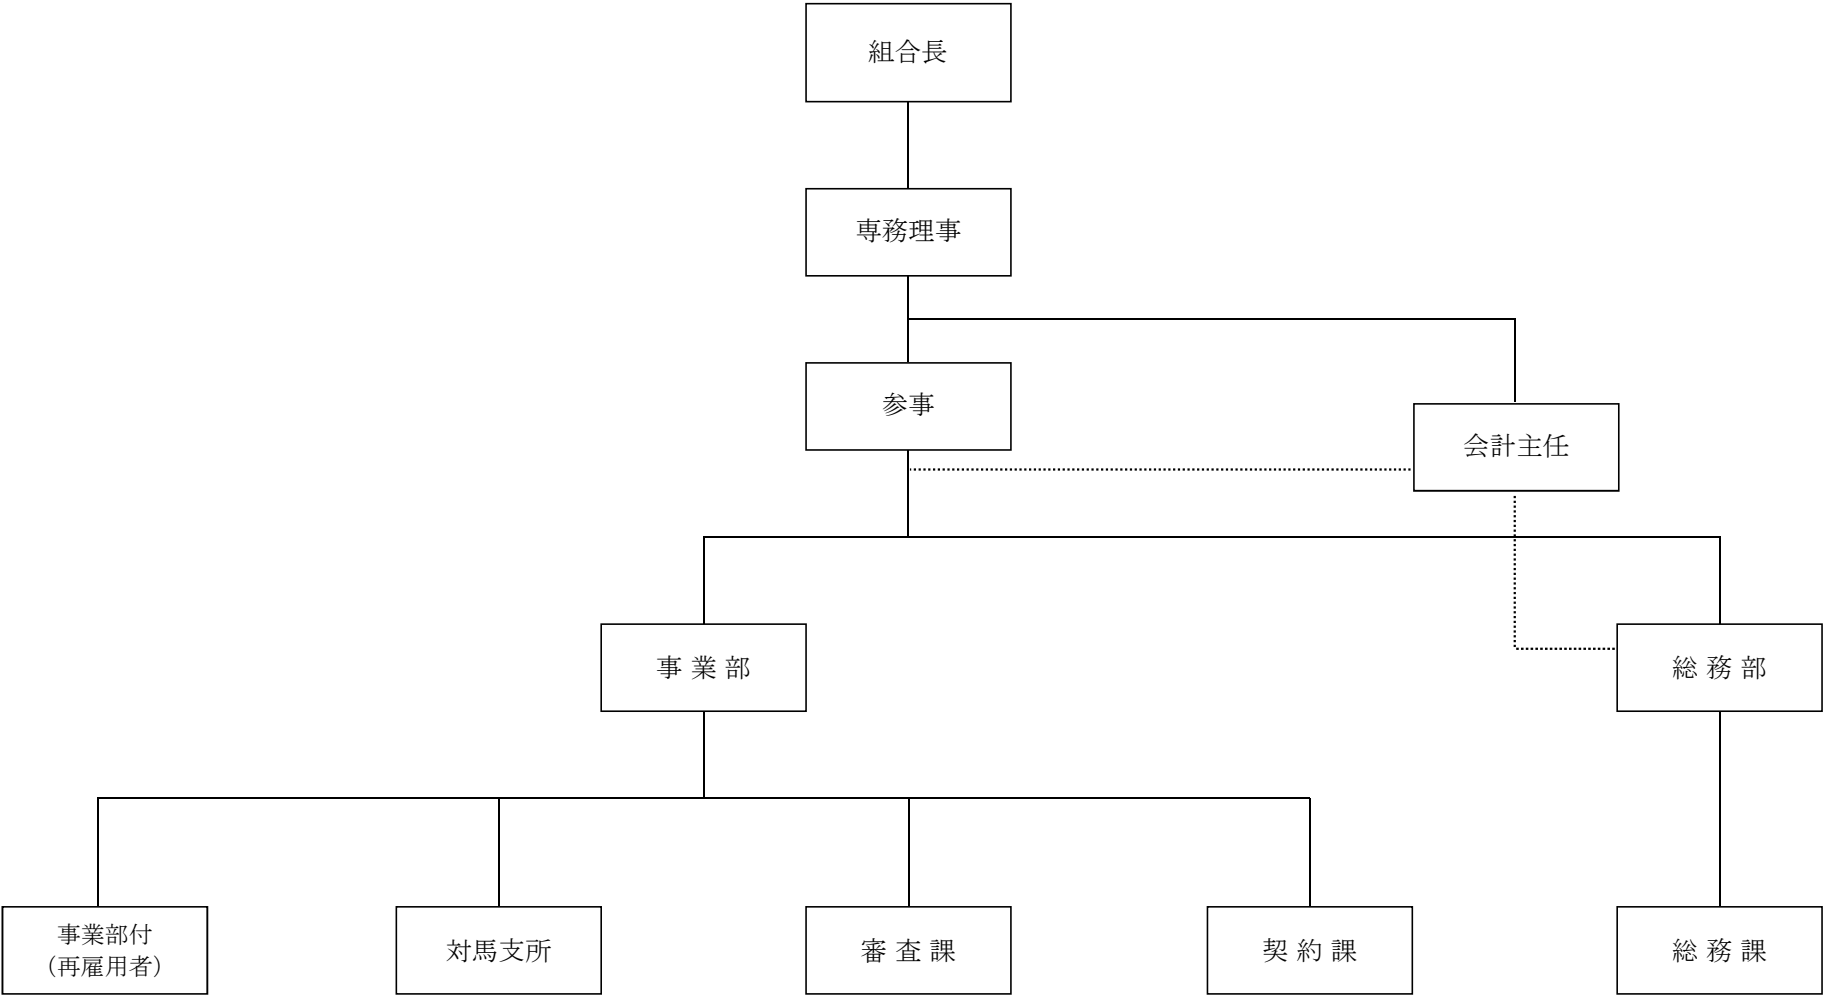 組合長
専務理事
参事
会計主任
事 業 部
総 務 部
事業部付
（再雇用者）
対馬支所
審 査 課
契 約 課
総 務 課